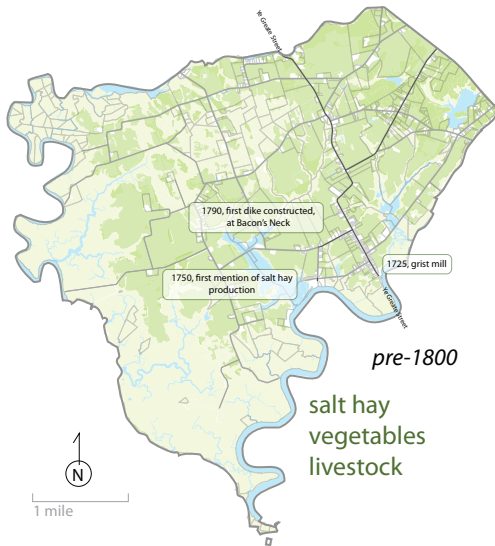 Ye Greate Street
1790, first dike constructed,
at Bacon's Neck
1750, first mention of salt hay
production
1725, grist mill
Ye Greate Street
pre-1800
salt hay
vegetables
livestock
N
1 mile